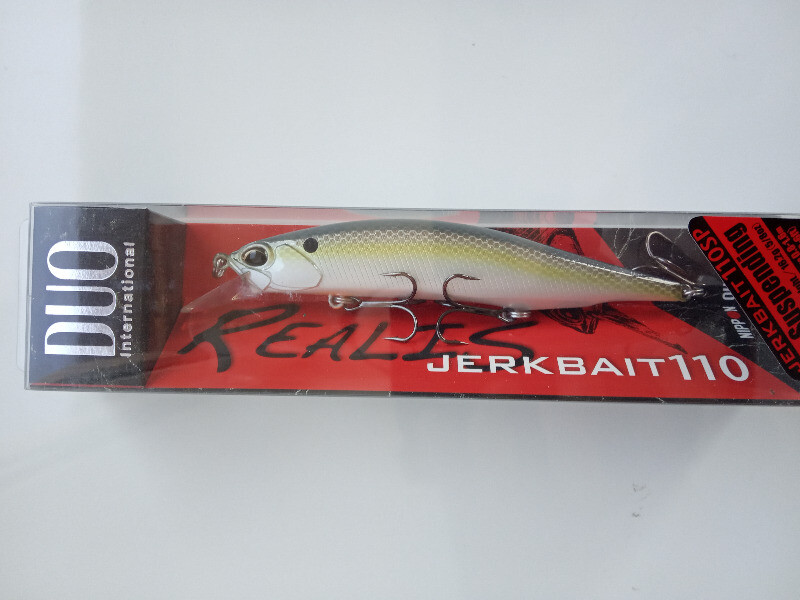 DUO
International
REALIS
JERKBAIT110
JERKBAIT 110SP
Suspending